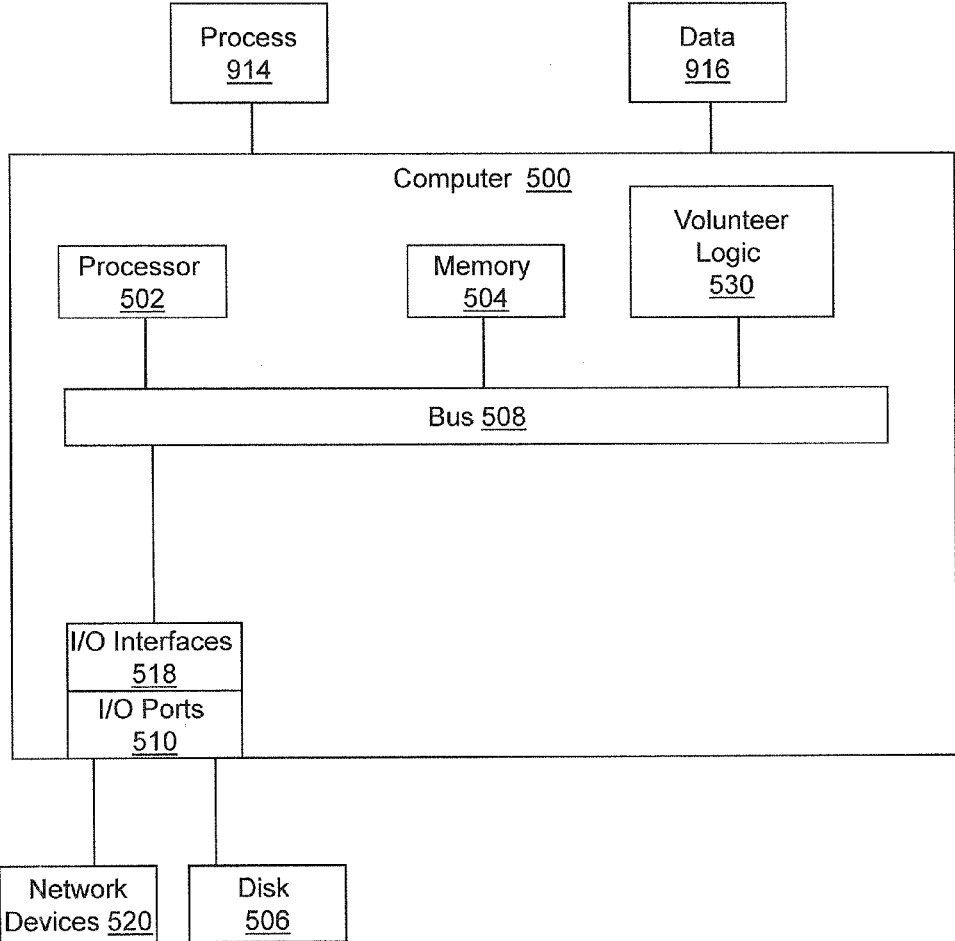 Process
914
Data
916
Computer 500
Processor
502
Memory
504
Volunteer
Logic
530
Bus 508
I/O Interfaces
518
I/O Ports
510
Network
Devices 520
Disk
506